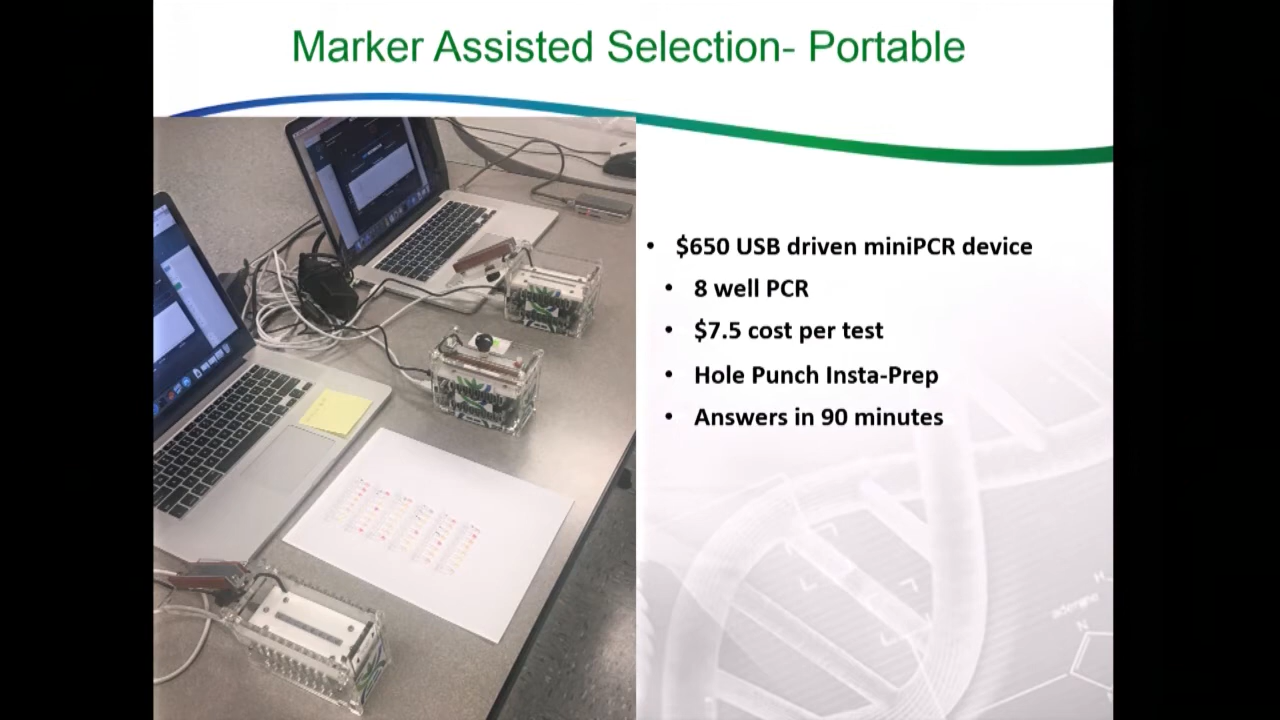 Marker Assisted Selection- Portable
• $650 USB driven miniPCR device
• 8 well PCR
• $7.5 cost per test
• Hole Punch Insta-Prep
• Answers in 90 minutes
adenine
N
H
N